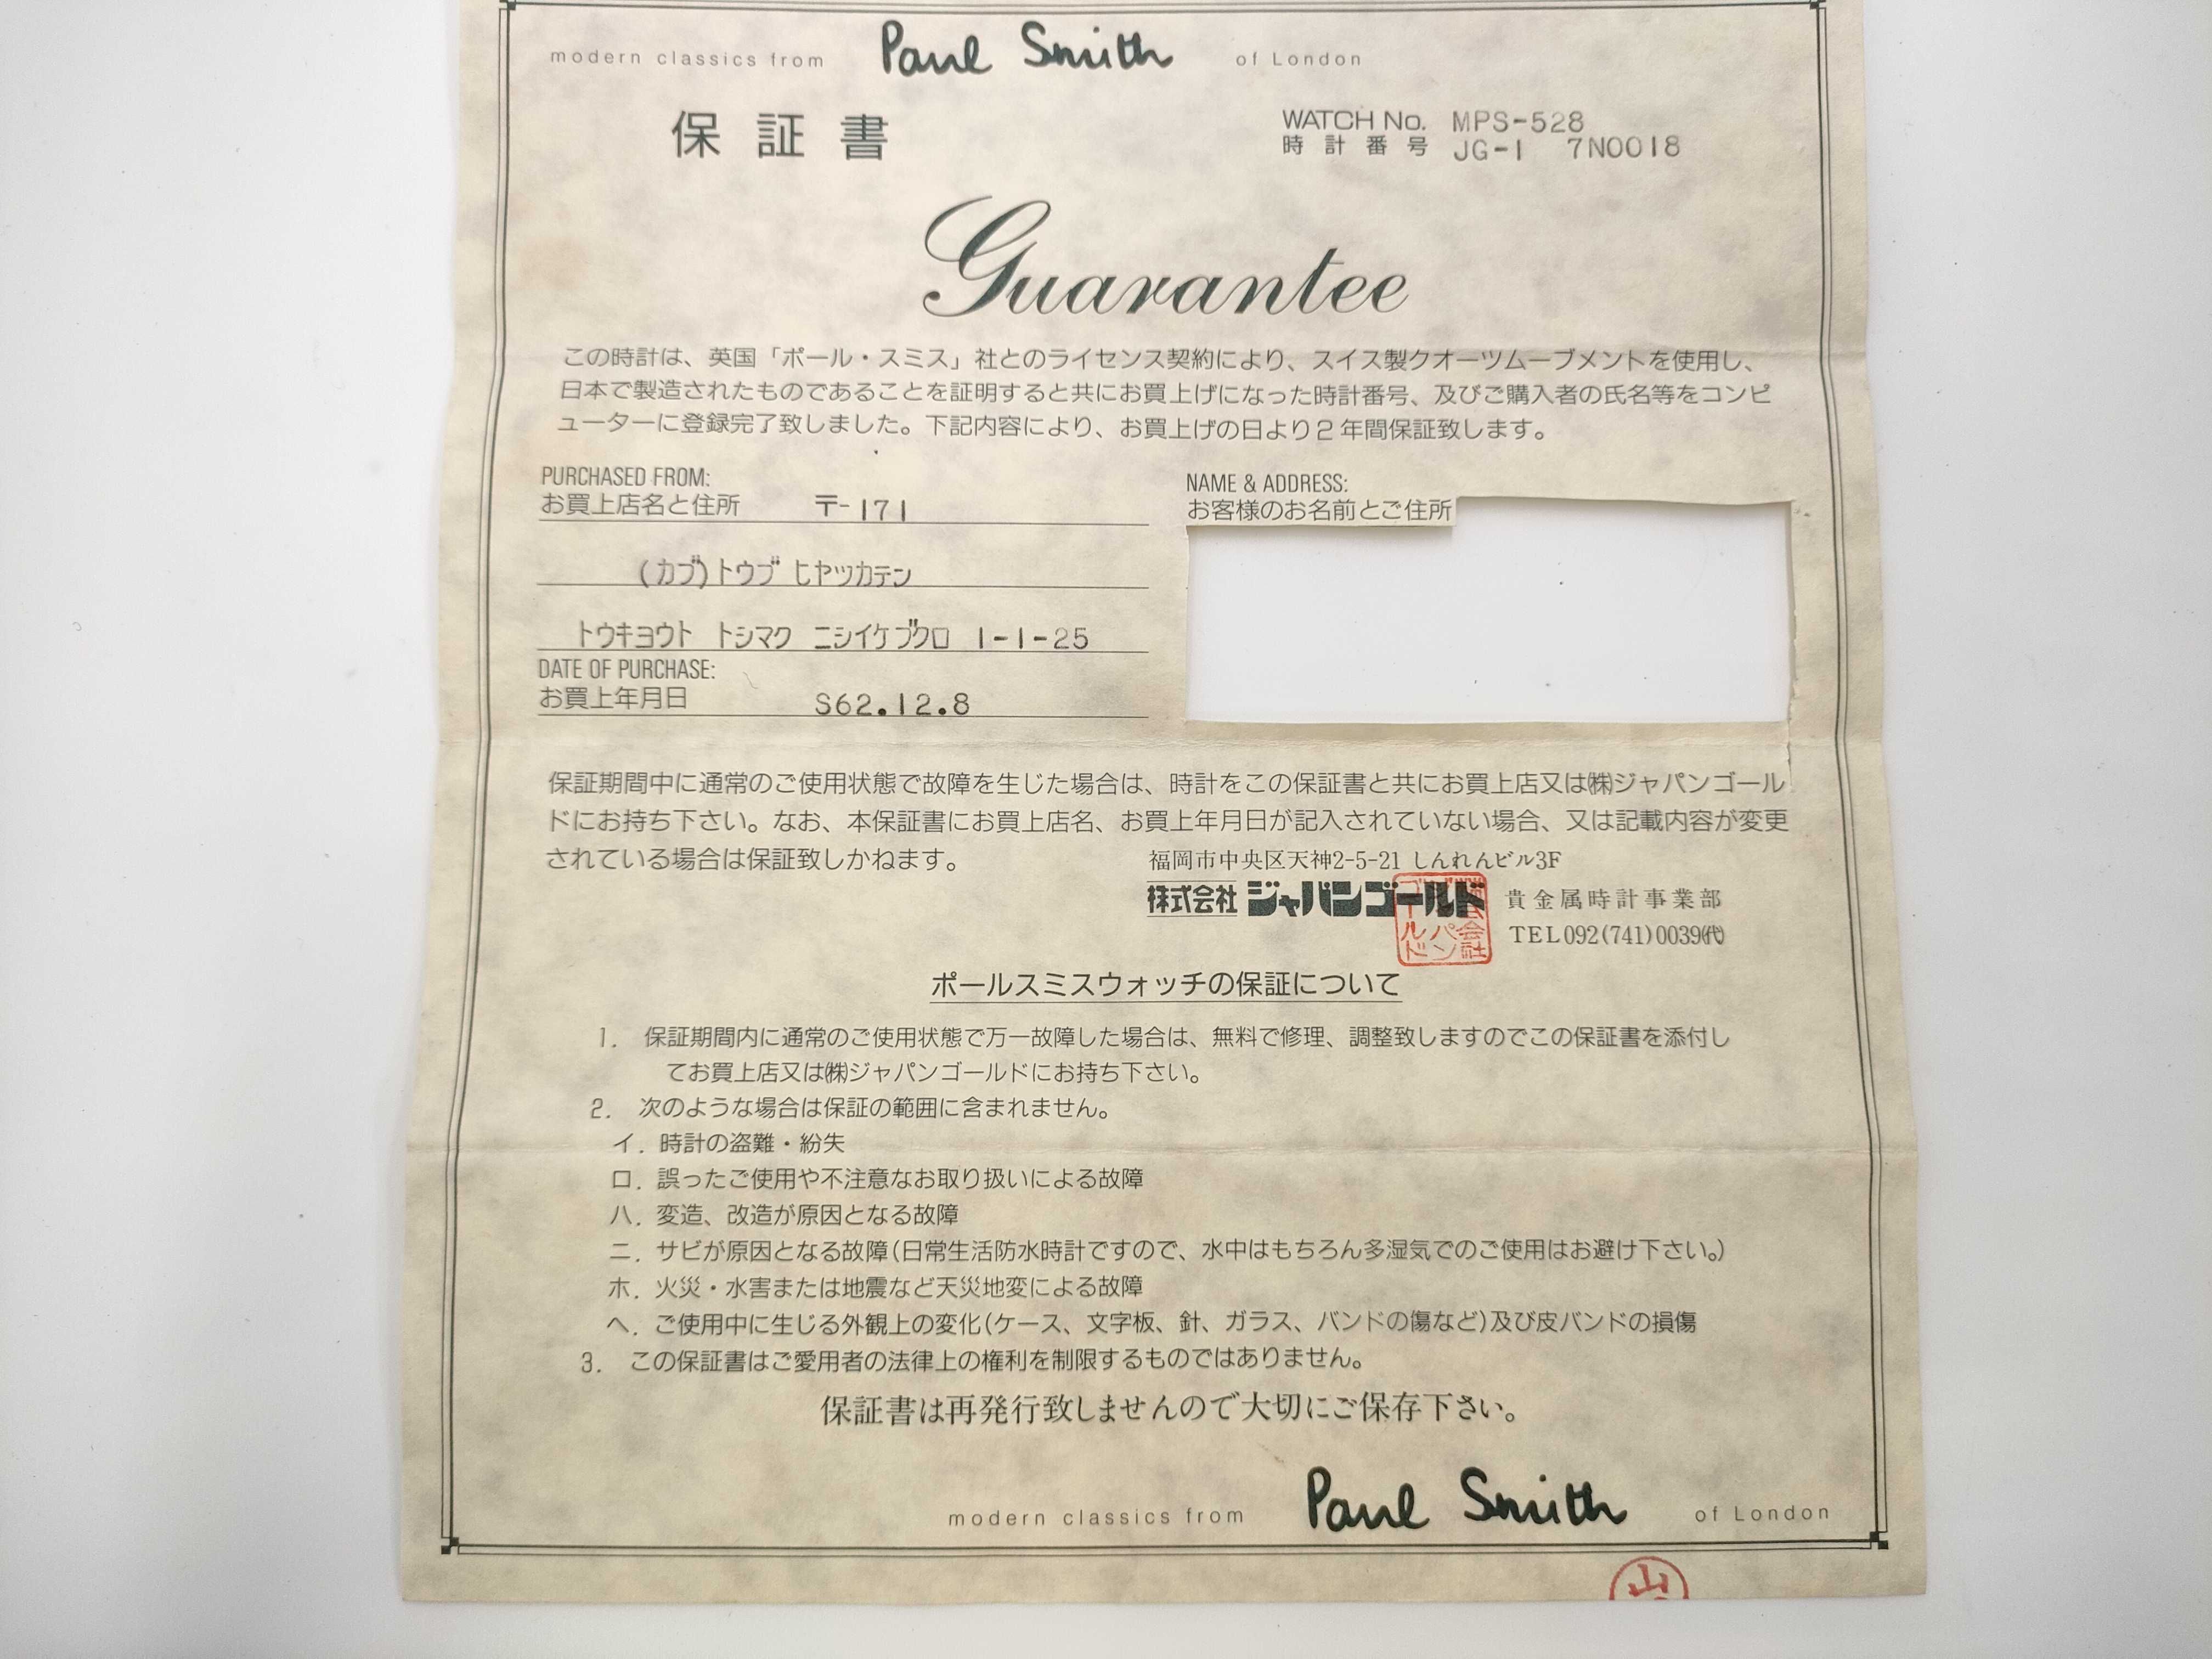 modern classics from Paul Smith of London
保証書
WATCH No. MPS-528
時計番号 JG-1 7N0018
Guarantee
この時計は、英国「ポール・スミス」社とのライセンス契約により、スイス製クオーツムーブメントを使用し、
日本で製造されたものであることを証明すると共にお買上げになった時計番号、及びご購入者の氏名等をコンピ
ューターに登録完了致しました。下記内容により、お買上げの日より2年間保証致します。
PURCHASED FROM:
お買上店名と住所 〒-171
(カブ)トウブ ヒヤツカテン
トウキヨウト トシマク ニシイケブクロ 1-1-25
DATE OF PURCHASE:
お買上年月日 S62.12.8
NAME & ADDRESS:
お客様のお名前とご住所
保証期間中に通常のご使用状態で故障を生じた場合は、時計をこの保証書と共にお買上店又は㈱ジャパンゴール
ドにお持ち下さい。なお、本保証書にお買上店名、お買上年月日が記入されていない場合、又は記載内容が変更
されている場合は保証致しかねます。
福岡市中央区天神2-5-21 しんれんビル3F
株式会社 ジャパンゴールド 貴金属時計事業部
TEL092(741)0039㈹
ポールスミスウォッチの保証について
1. 保証期間内に通常のご使用状態で万一故障した場合は、無料で修理、調整致しますのでこの保証書を添付し
てお買上店又は㈱ジャパンゴールドにお持ち下さい。
2. 次のような場合は保証の範囲に含まれません。
イ. 時計の盗難・紛失
ロ. 誤ったご使用や不注意なお取り扱いによる故障
ハ. 変造、改造が原因となる故障
ニ. サビが原因となる故障(日常生活防水時計ですので、水中はもちろん多湿気でのご使用はお避け下さい。)
ホ. 火災・水害または地震など天災地変による故障
ヘ. ご使用中に生じる外観上の変化(ケース、文字板、針、ガラス、バンドの傷など)及び皮バンドの損傷
3. この保証書はご愛用者の法律上の権利を制限するものではありません。
保証書は再発行致しませんので大切にご保存下さい。
modern classics from Paul Smith of London
山